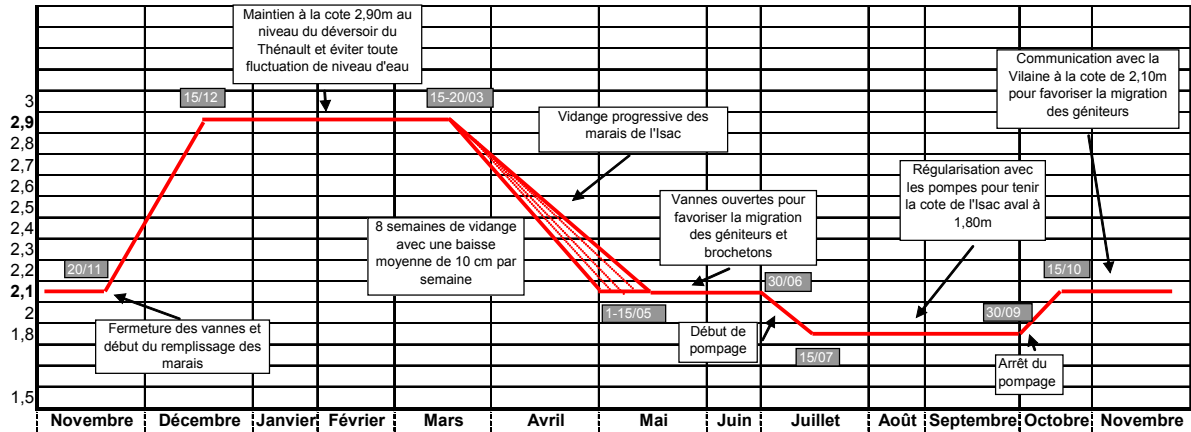 Maintien à la cote 2,90m au
niveau du déversoir du
Thénault et éviter toute
fluctuation de niveau d'eau
Communication avec la
Vilaine à la cote de 2,10m
pour favoriser la migration
des géniteurs
15/12
15-20/03
Vidange progressive des
marais de l'Isac
Régularisation avec
les pompes pour tenir
la cote de l'Isac aval à
1,80m
Vannes ouvertes pour
favoriser la migration
des géniteurs et
brochetons
8 semaines de vidange
avec une baisse
moyenne de 10 cm par
semaine
20/11
30/06
15/10
1-15/05
30/09
Fermeture des vannes et
début du remplissage des
marais
Début de
pompage
15/07
Arrêt du
pompage
3
2,9
2,8
2,7
2,6
2,5
2,4
2,3
2,2
2,1
2
1,8
1,5
Novembre Décembre Janvier Février Mars Avril Mai Juin Juillet Août Septembre Octobre Novembre